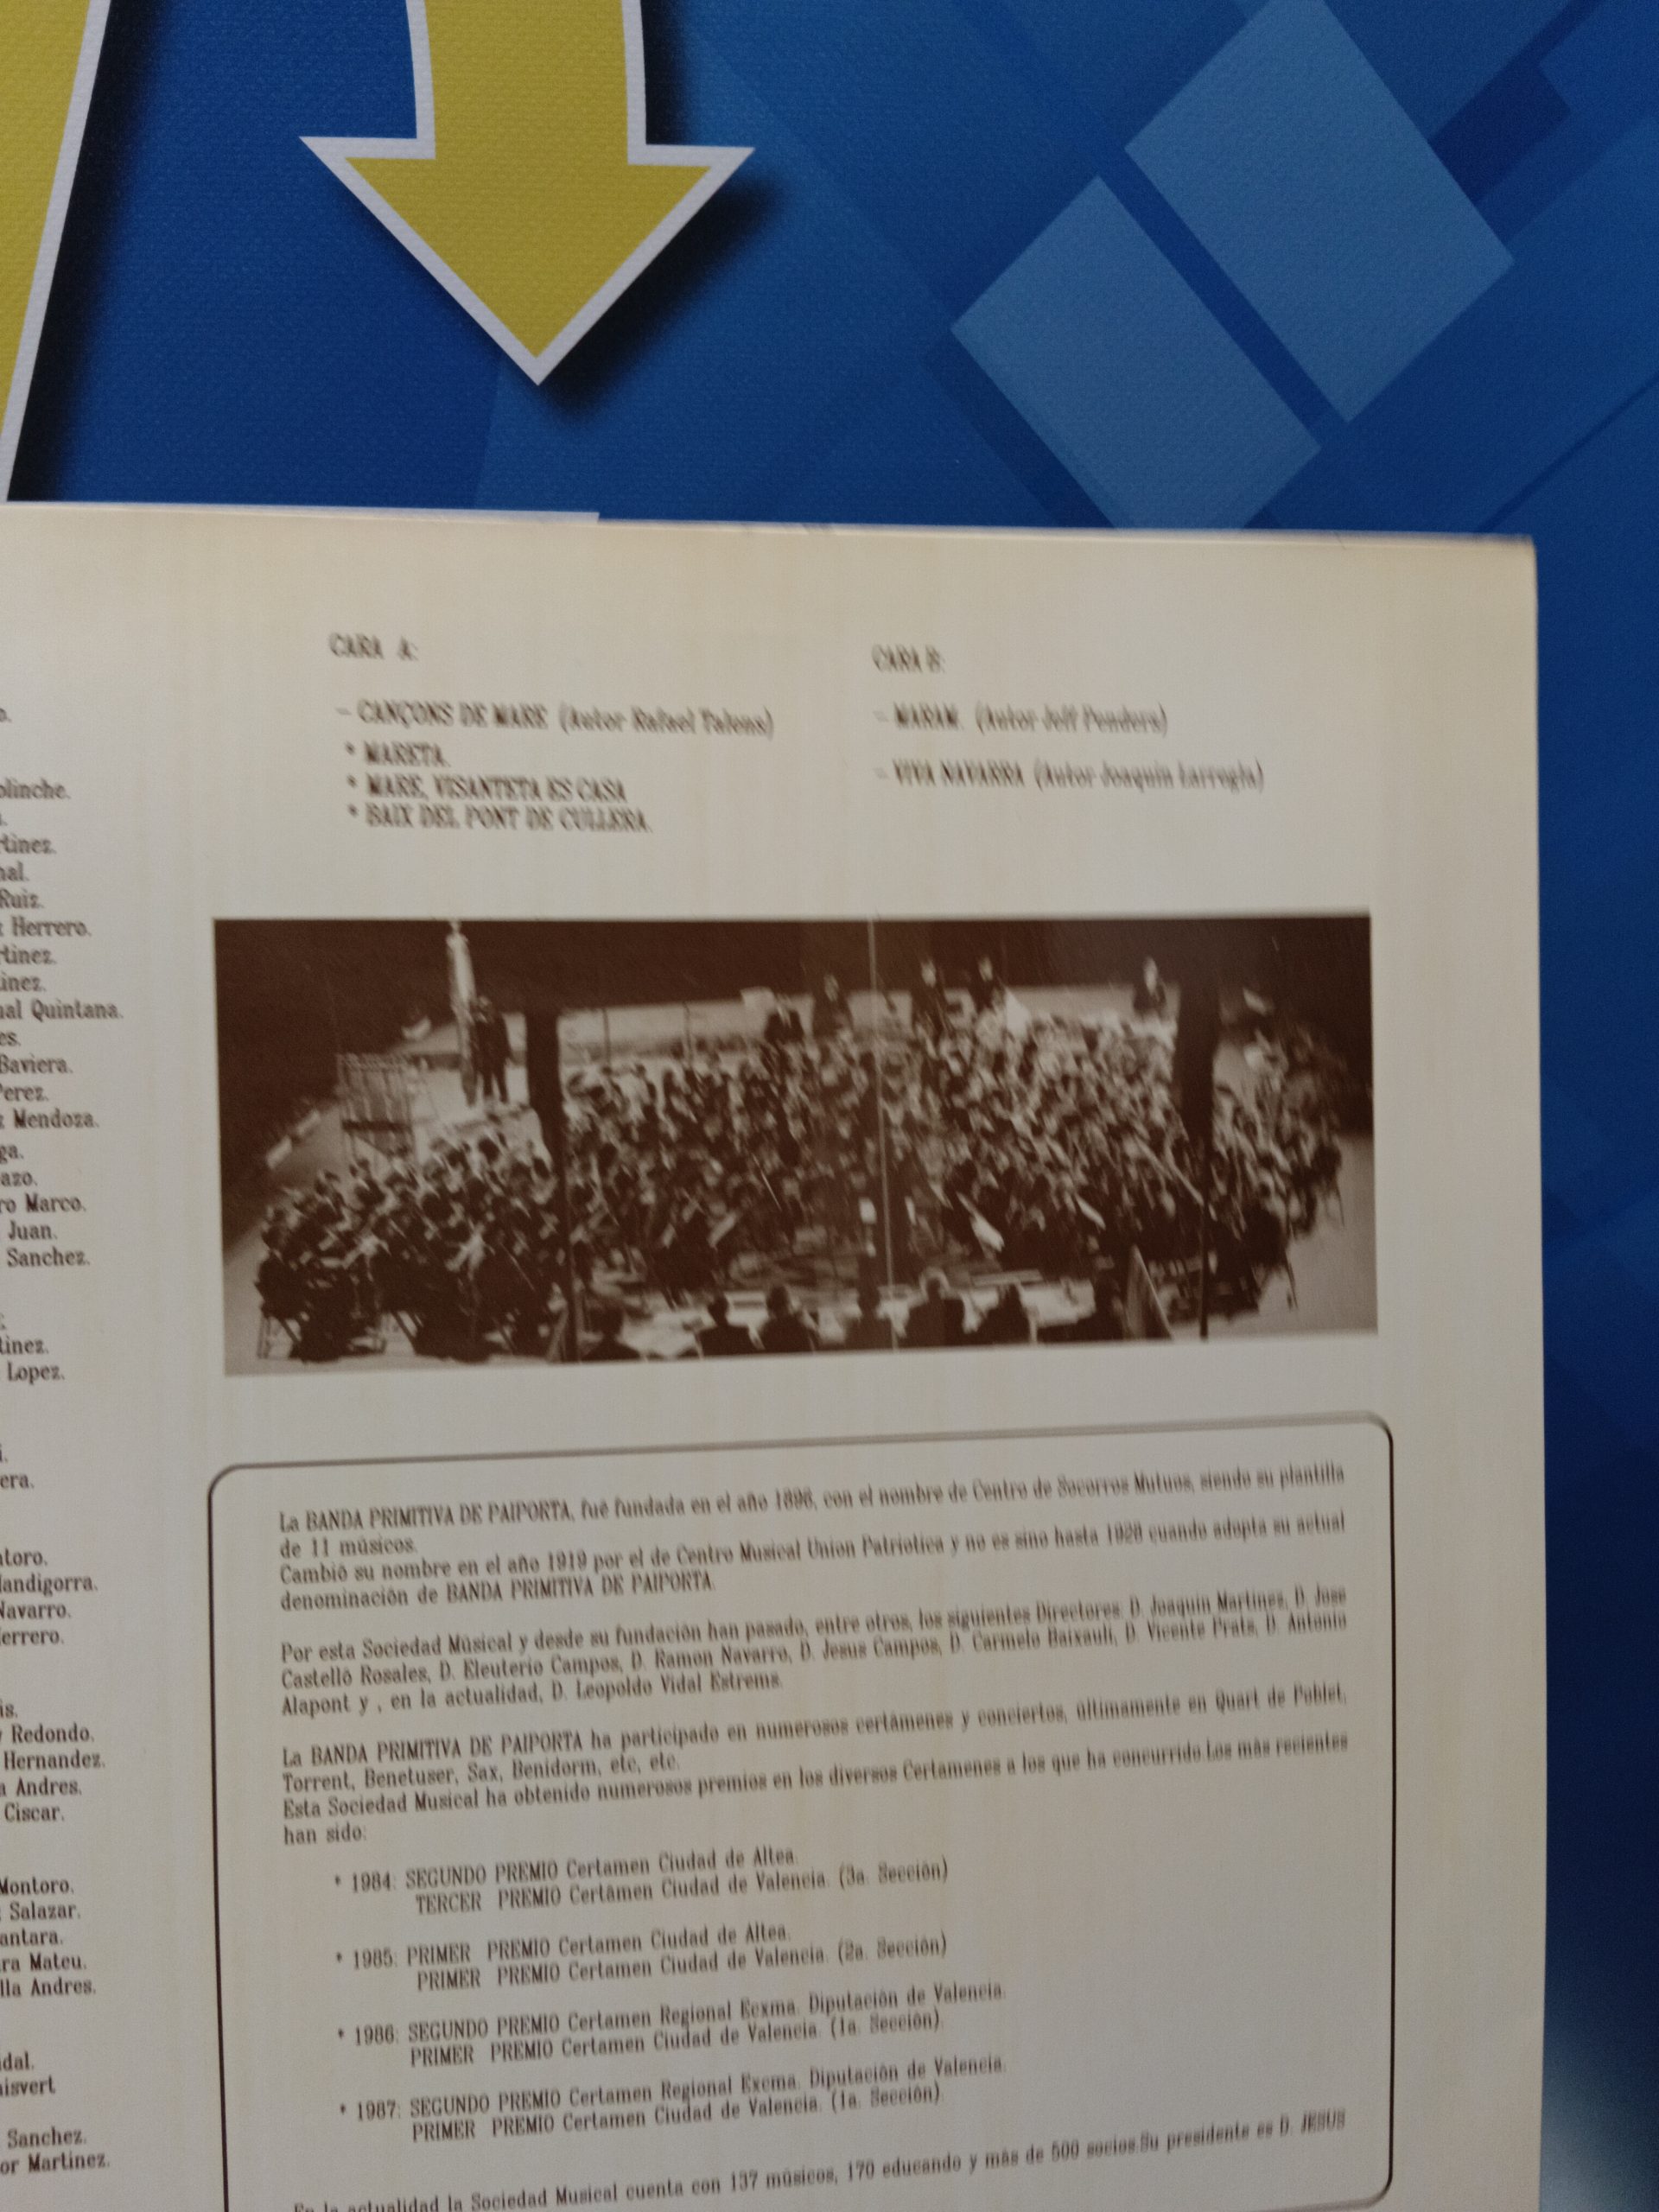 o.
olinche.
rtinez.
nal.
Ruiz.
z Herrero.
rtinez.
inez.
nal Quintana.
es.
Baviera.
Perez.
z Mendoza.
ga.
azo.
ro Marco.
Juan.
Sanchez.
tinez.
Lopez.
i.
era.
ntoro.
Mandigorra.
Navarro.
Herrero.
is.
y Redondo.
Hernandez.
a Andres.
Ciscar.
Montoro.
z Salazar.
antara.
ra Mateu.
lla Andres.
idal.
nisvert
Sanchez.
or Martinez.
CARA A:
- CANÇONS DE MARE (Autor Rafael Talens)
* MARETA.
* MARE, VISANTETA ES CASA
* BAIX DEL PONT DE CULLERA.
CARA B:
- MARAM. (Autor Jeff Penders)
- VIVA NAVARRA (Autor Joaquin Larregla)
La BANDA PRIMITIVA DE PAIPORTA, fué fundada en el año 1896, con el nombre de Centro de Socorros Mutuos, siendo su plantilla
de 11 músicos.
Cambió su nombre en el año 1919 por el de Centro Musical Union Patriotica y no es sino hasta 1928 cuando adopta su actual
denominación de BANDA PRIMITIVA DE PAIPORTA.
Por esta Sociedad Músical y desde su fundación han pasado, entre otros, los siguientes Directores: D. Joaquin Martines, D. Jose
Castelló Rosales, D. Eleuterio Campos, D. Ramon Navarro, D. Jesus Campos, D. Carmelo Baixauli, D. Vicente Prats, D. Antonio
Alapont y , en la actualidad, D. Leopoldo Vidal Estrems.
La BANDA PRIMITIVA DE PAIPORTA ha participado en numerosos certámenes y conciertos, últimamente en Quart de Poblet,
Torrent, Benetuser, Sax, Benidorm, etc, etc.
Esta Sociedad Musical ha obtenido numerosos premios en los diversos Certamenes a los que ha concurrido.Los más recientes
han sido:
* 1984: SEGUNDO PREMIO Certamen Ciudad de Altea.
TERCER PREMIO Certámen Ciudad de Valencia. (3a. Sección)
* 1985: PRIMER PREMIO Certamen Ciudad de Altea.
PRIMER PREMIO Certamen Ciudad de Valencia. (2a. Sección)
* 1986: SEGUNDO PREMIO Certamen Regional Ecxma. Diputación de Valencia.
PRIMER PREMIO Certamen Ciudad de Valencia. (1a. Sección).
* 1987: SEGUNDO PREMIO Certamen Regional Excma. Diputación de Valencia.
PRIMER PREMIO Certamen Ciudad de Valencia. (1a. Sección).
En la actualidad la Sociedad Musical cuenta con 137 músicos, 170 educando y más de 500 socios.Su presidente es D. JESUS